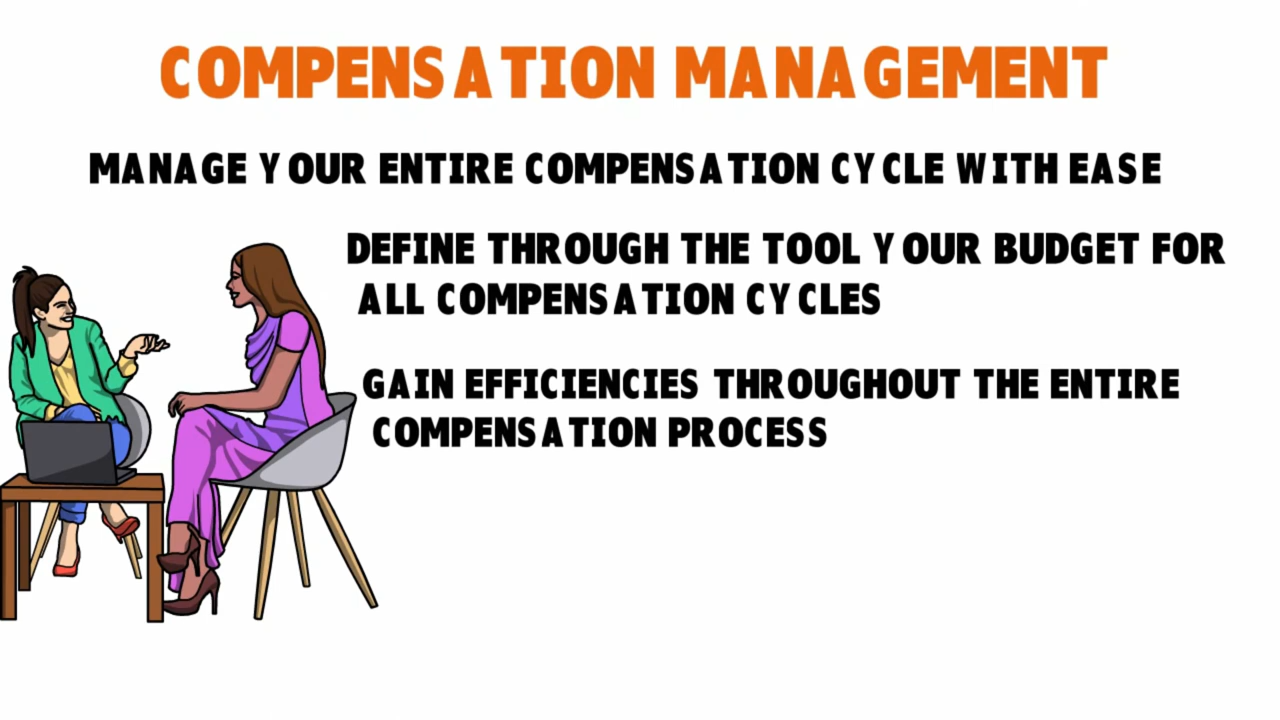 COMPENSATION MANAGEMENT
MANAGE YOUR ENTIRE COMPENSATION CYCLE WITH EASE
DEFINE THROUGH THE TOOL YOUR BUDGET FOR
ALL COMPENSATION CYCLES
GAIN EFFICIENCIES THROUGHOUT THE ENTIRE
COMPENSATION PROCESS